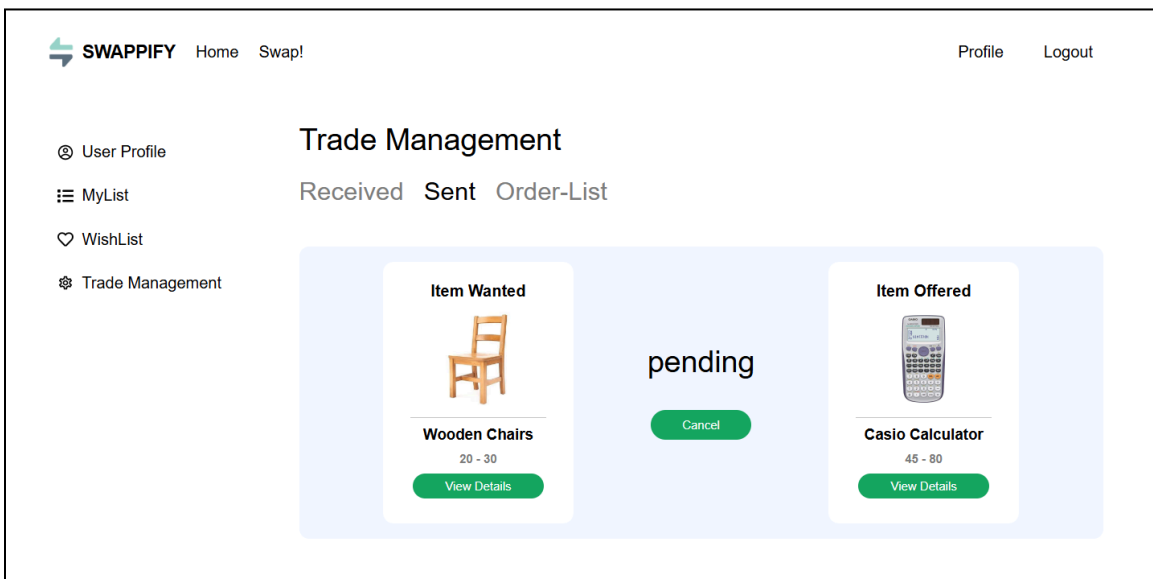 SWAPPIFY Home Swap! Profile Logout
User Profile
MyList
WishList
Trade Management
Trade Management
Received Sent Order-List
Item Wanted
Wooden Chairs
20 - 30
View Details
pending
Cancel
Item Offered
Casio Calculator
45 - 80
View Details